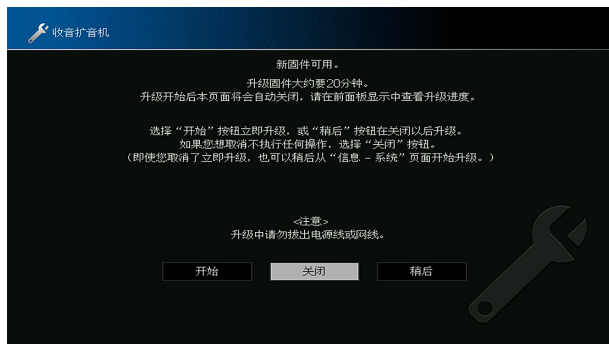 收音扩音机
新固件可用。
升级固件大约要20分钟。
升级开始后本页面将会自动关闭，请在前面板显示中查看升级进度。
选择“开始”按钮立即升级，或“稍后”按钮在关闭以后升级。
如果您想取消不执行任何操作，选择“关闭”按钮。
（即使您取消了立即升级，也可以稍后从“信息 – 系统”页面开始升级。）
<注意>
升级中请勿拔出电源线或网线。
开始 关闭 稍后